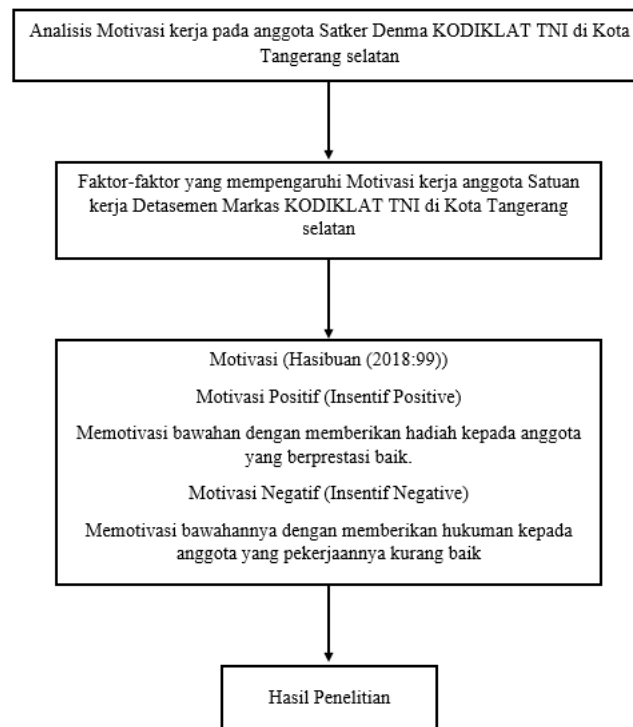 Analisis Motivasi kerja pada anggota Satker Denma KODIKLAT TNI di Kota
Tangerang selatan
Faktor-faktor yang mempengaruhi Motivasi kerja anggota Satuan
kerja Detasemen Markas KODIKLAT TNI di Kota Tangerang
selatan
Motivasi (Hasibuan (2018:99))
Motivasi Positif (Insentif Positive)
Memotivasi bawahan dengan memberikan hadiah kepada anggota
yang berprestasi baik.
Motivasi Negatif (Insentif Negative)
Memotivasi bawahannya dengan memberikan hukuman kepada
anggota yang pekerjaannya kurang baik
Hasil Penelitian